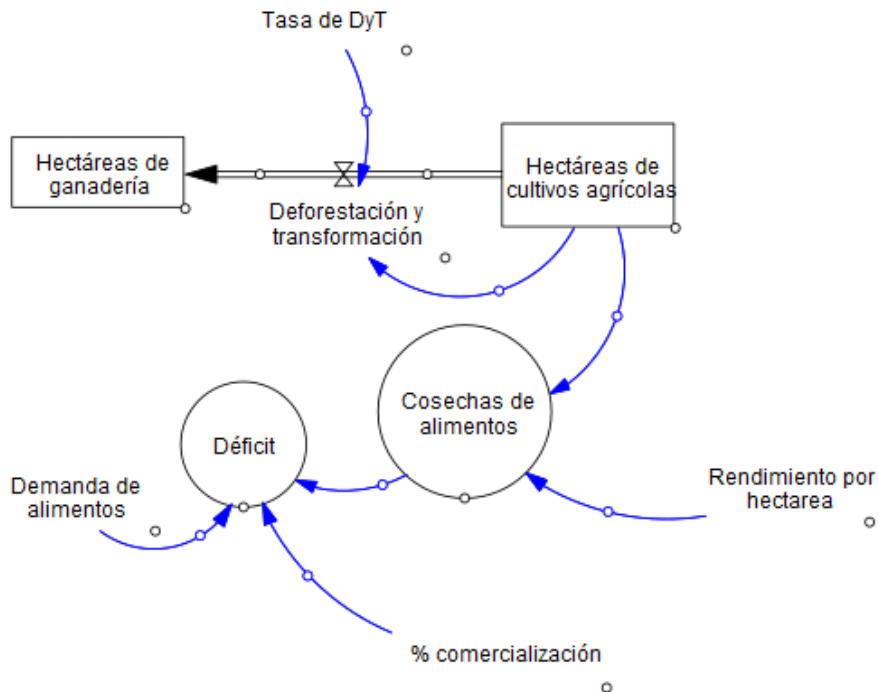 Tasa de DyT
Hectáreas de
ganadería
Hectáreas de
cultivos agrícolas
Deforestación y
transformación
Cosechas de
alimentos
Déficit
Demanda de
alimentos
Rendimiento por
hectarea
% comercialización